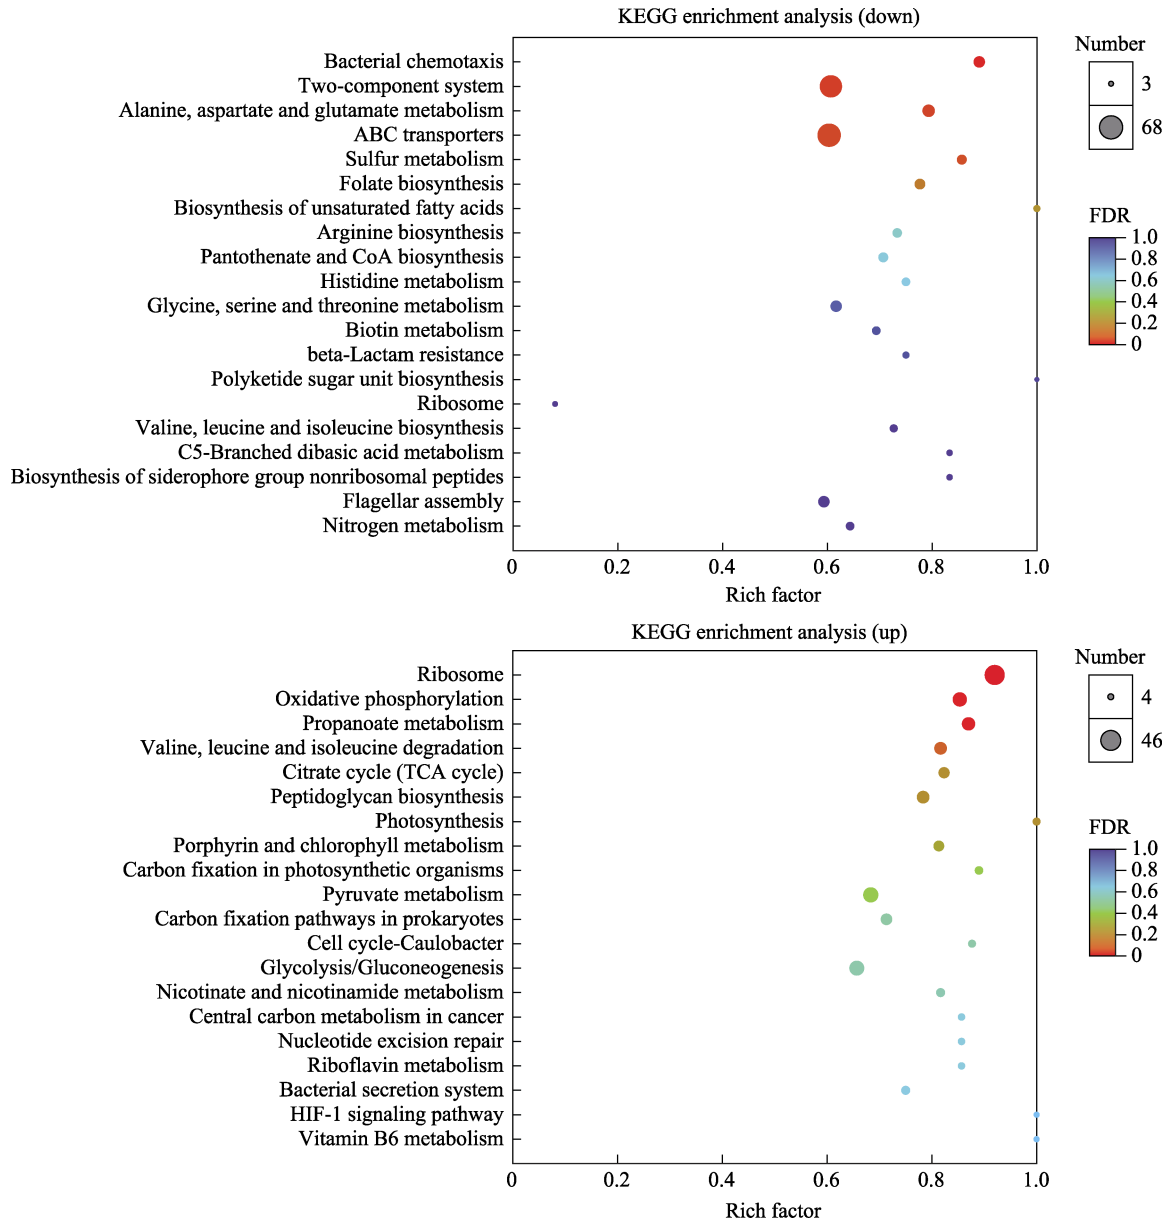 KEGG enrichment analysis (down)
Bacterial chemotaxis
Two-component system
Alanine, aspartate and glutamate metabolism
ABC transporters
Sulfur metabolism
Folate biosynthesis
Biosynthesis of unsaturated fatty acids
Arginine biosynthesis
Pantothenate and CoA biosynthesis
Histidine metabolism
Glycine, serine and threonine metabolism
Biotin metabolism
beta-Lactam resistance
Polyketide sugar unit biosynthesis
Ribosome
Valine, leucine and isoleucine biosynthesis
C5-Branched dibasic acid metabolism
Biosynthesis of siderophore group nonribosomal peptides
Flagellar assembly
Nitrogen metabolism
0 0.2 0.4 0.6 0.8 1.0
Rich factor
Number
3
68
FDR
1.0
0.8
0.6
0.4
0.2
0
KEGG enrichment analysis (up)
Ribosome
Oxidative phosphorylation
Propanoate metabolism
Valine, leucine and isoleucine degradation
Citrate cycle (TCA cycle)
Peptidoglycan biosynthesis
Photosynthesis
Porphyrin and chlorophyll metabolism
Carbon fixation in photosynthetic organisms
Pyruvate metabolism
Carbon fixation pathways in prokaryotes
Cell cycle-Caulobacter
Glycolysis/Gluconeogenesis
Nicotinate and nicotinamide metabolism
Central carbon metabolism in cancer
Nucleotide excision repair
Riboflavin metabolism
Bacterial secretion system
HIF-1 signaling pathway
Vitamin B6 metabolism
0 0.2 0.4 0.6 0.8 1.0
Rich factor
Number
4
46
FDR
1.0
0.8
0.6
0.4
0.2
0